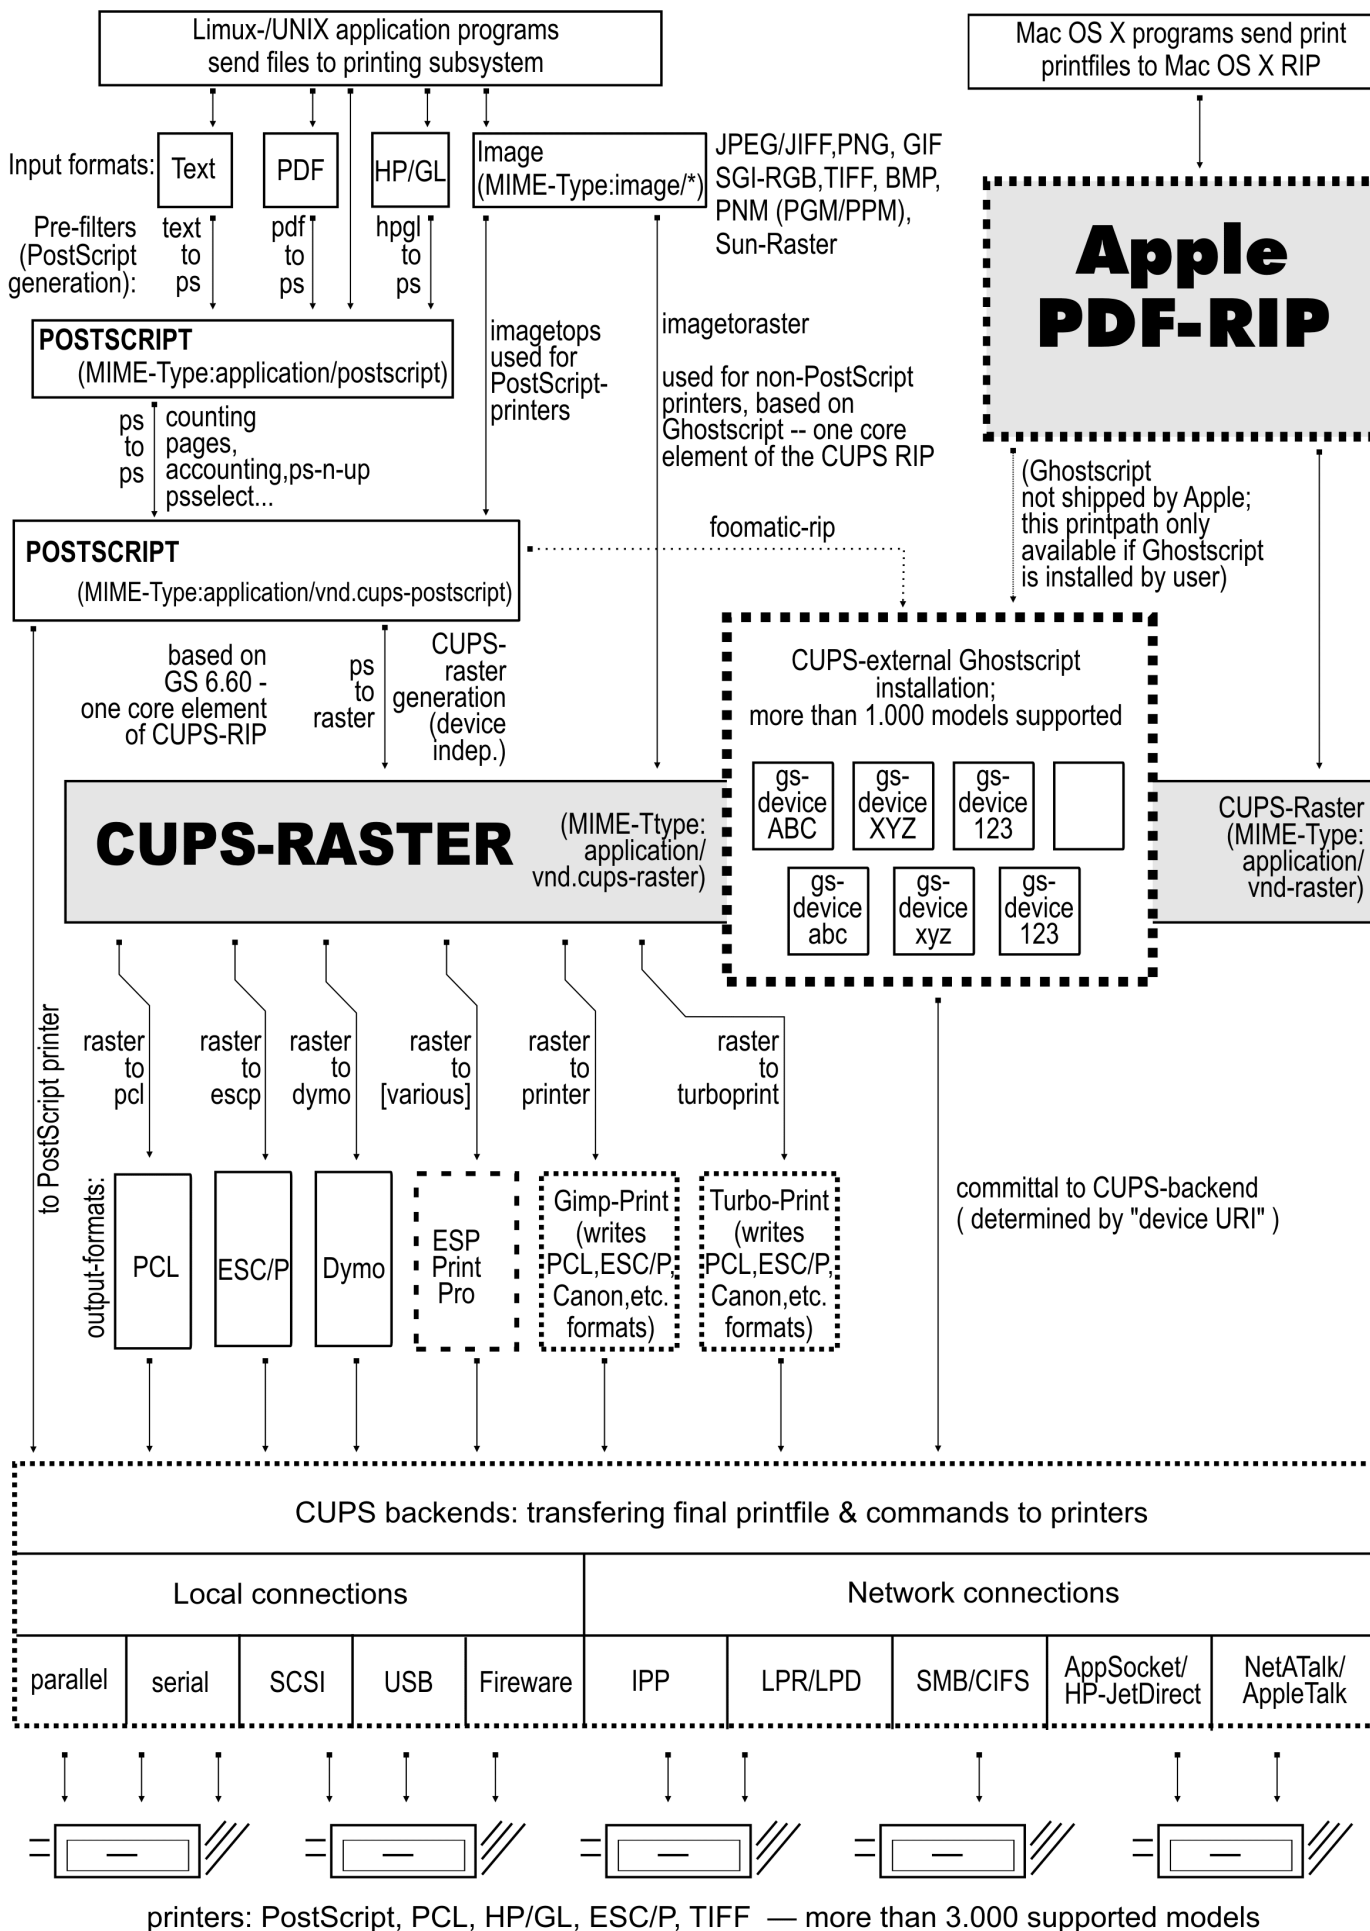 Limux-/UNIX application programs
send files to printing subsystem
Mac OS X programs send print
printfiles to Mac OS X RIP
Input formats:
Text
PDF
HP/GL
Image
(MIME-Type:image/*)
JPEG/JIFF,PNG, GIF
SGI-RGB,TIFF, BMP,
PNM (PGM/PPM),
Sun-Raster
Apple
PDF-RIP
Pre-filters
(PostScript
generation):
text
to
ps
pdf
to
ps
hpgl
to
ps
POSTSCRIPT
(MIME-Type:application/postscript)
imagetops
used for
PostScript-
printers
imagetoraster
used for non-PostScript
printers, based on
Ghostscript -- one core
element of the CUPS RIP
ps
to
ps
counting
pages,
accounting,ps-n-up
psselect...
(Ghostscript
not shipped by Apple;
this printpath only
available if Ghostscript
is installed by user)
foomatic-rip
POSTSCRIPT
(MIME-Type:application/vnd.cups-postscript)
based on
GS 6.60 -
one core element
of CUPS-RIP
ps
to
raster
CUPS-
raster
generation
(device
indep.)
CUPS-external Ghostscript
installation;
more than 1.000 models supported
gs-
device
ABC
gs-
device
XYZ
gs-
device
123
gs-
device
abc
gs-
device
xyz
gs-
device
123
CUPS-RASTER
(MIME-Ttype:
application/
vnd.cups-raster)
CUPS-Raster
(MIME-Type:
application/
vnd-raster)
to PostScript printer
raster
to
pcl
raster
to
escp
raster
to
dymo
raster
to
[various]
raster
to
printer
raster
to
turboprint
output-formats:
PCL
ESC/P
Dymo
ESP
Print
Pro
Gimp-Print
(writes
PCL,ESC/P,
Canon,etc.
formats)
Turbo-Print
(writes
PCL,ESC/P,
Canon,etc.
formats)
committal to CUPS-backend
( determined by "device URI" )
CUPS backends: transfering final printfile & commands to printers
Local connections
Network connections
parallel
serial
SCSI
USB
Fireware
IPP
LPR/LPD
SMB/CIFS
AppSocket/
HP-JetDirect
NetATalk/
AppleTalk
printers: PostScript, PCL, HP/GL, ESC/P, TIFF — more than 3.000 supported models